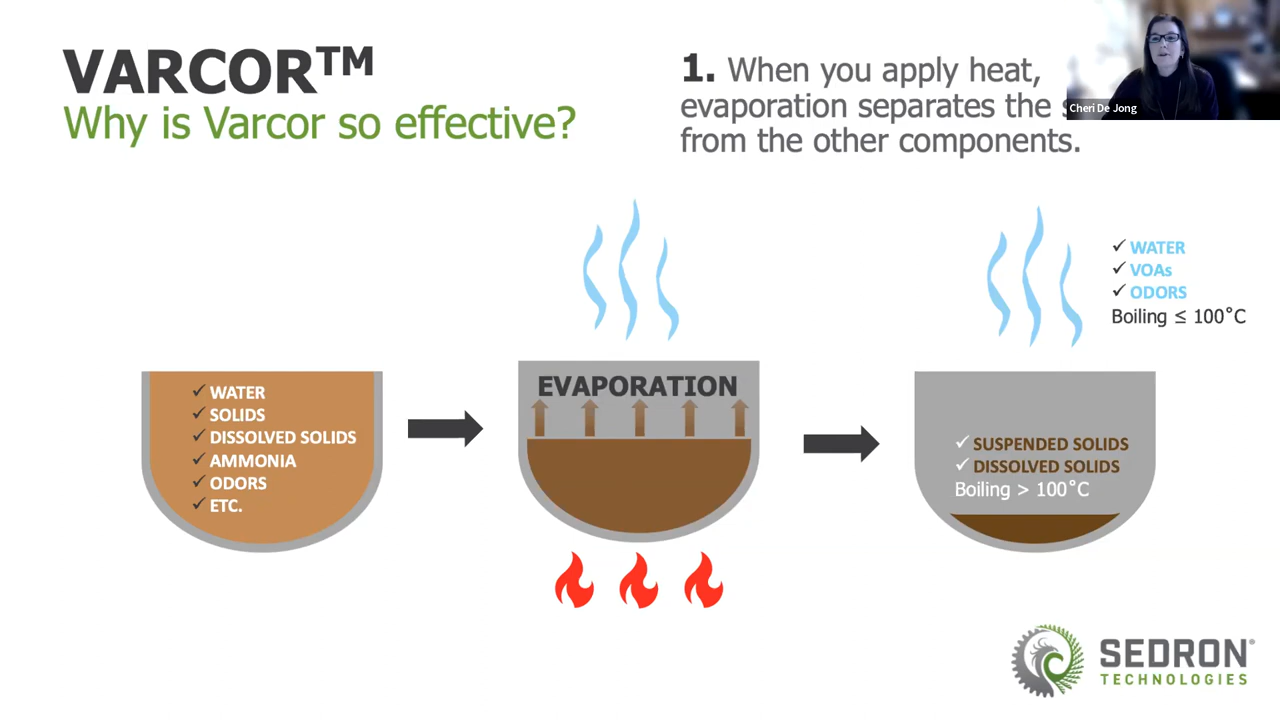 VARCOR™
Why is Varcor so effective?
1. When you apply heat,
evaporation separates the
from the other components.
Cheri De Jong
✓ WATER
✓ VOAs
✓ ODORS
Boiling ≤ 100˚C
✓ WATER
✓ SOLIDS
✓ DISSOLVED SOLIDS
✓ AMMONIA
✓ ODORS
✓ ETC.
EVAPORATION
✓ SUSPENDED SOLIDS
✓ DISSOLVED SOLIDS
Boiling > 100˚C
SEDRON®
TECHNOLOGIES